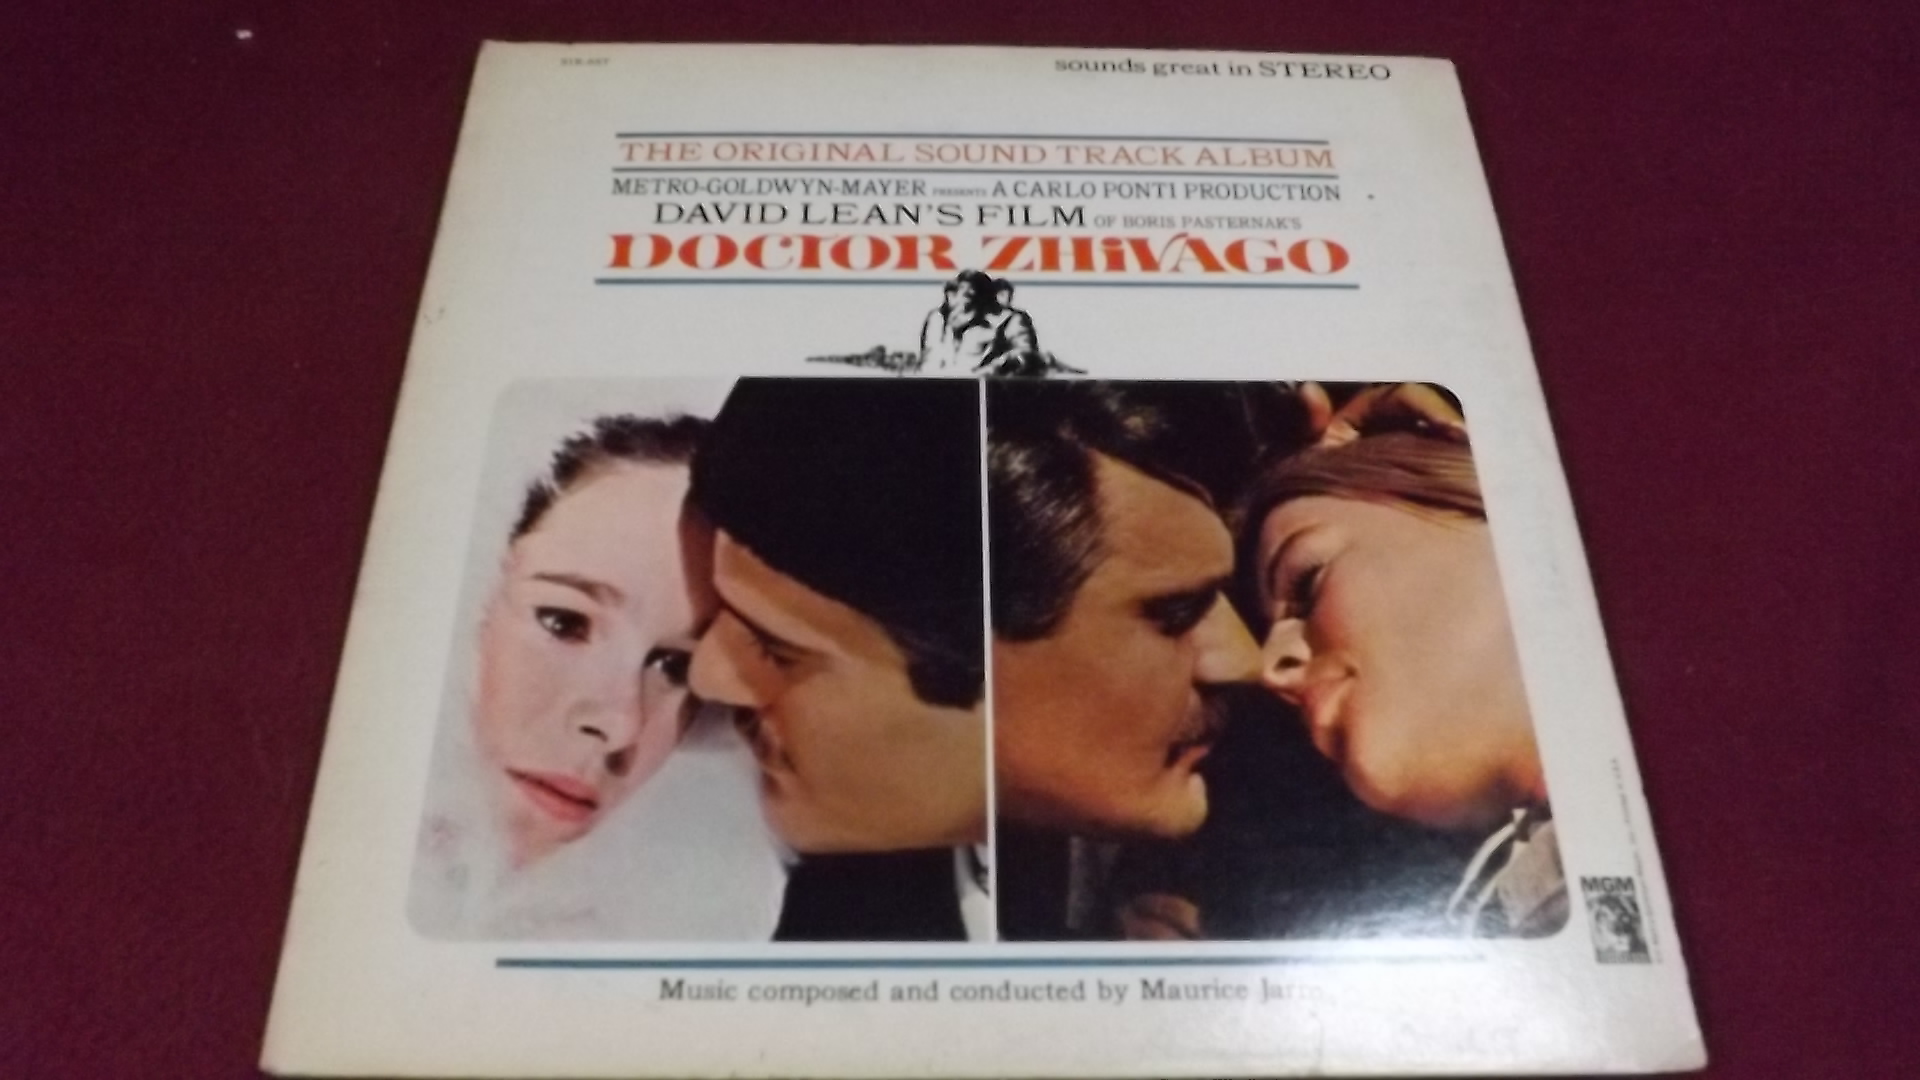 sounds great in STEREO
THE ORIGINAL SOUND TRACK ALBUM
METRO-GOLDWYN-MAYER PRESENTS A CARLO PONTI PRODUCTION
DAVID LEAN'S FILM OF BORIS PASTERNAK'S
DOCTOR ZHiVAGO
MGM
Music composed and conducted by Maurice Jarre